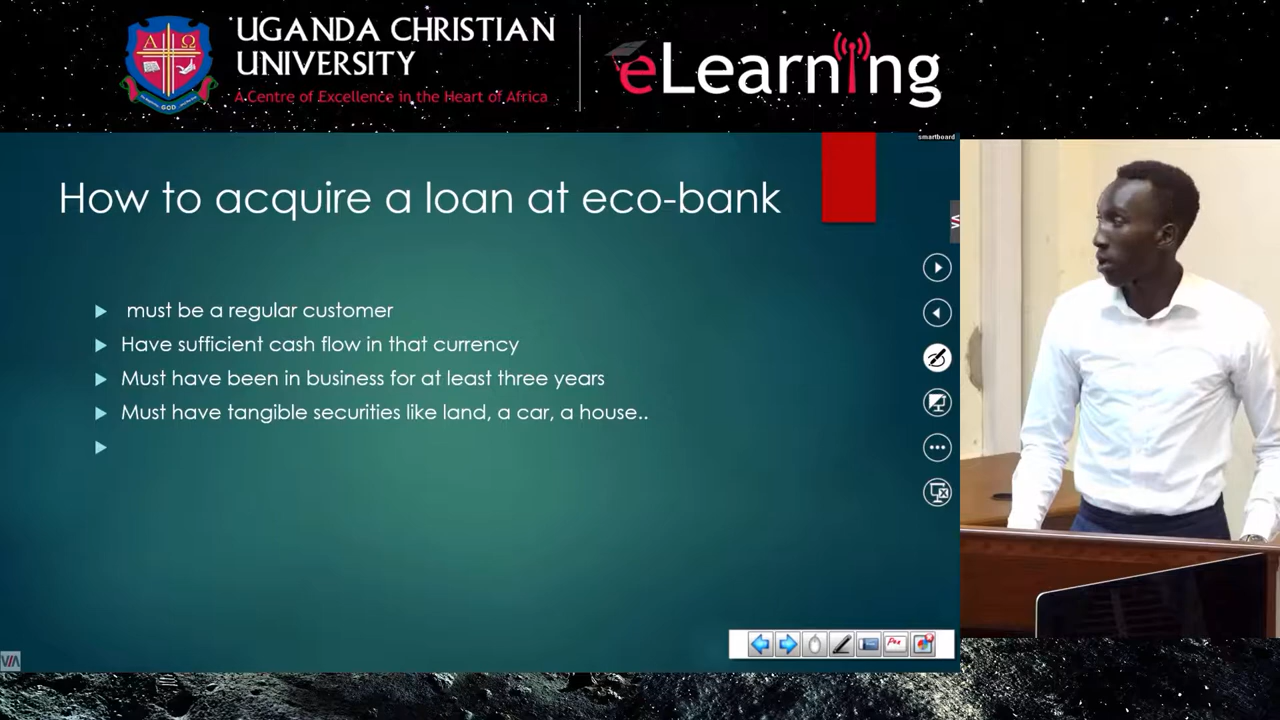 UGANDA CHRISTIAN
UNIVERSITY
A Centre of Excellence in the Heart of Africa
eLearning
smartboard
How to acquire a loan at eco-bank
must be a regular customer
Have sufficient cash flow in that currency
Must have been in business for at least three years
Must have tangible securities like land, a car, a house..
VIA